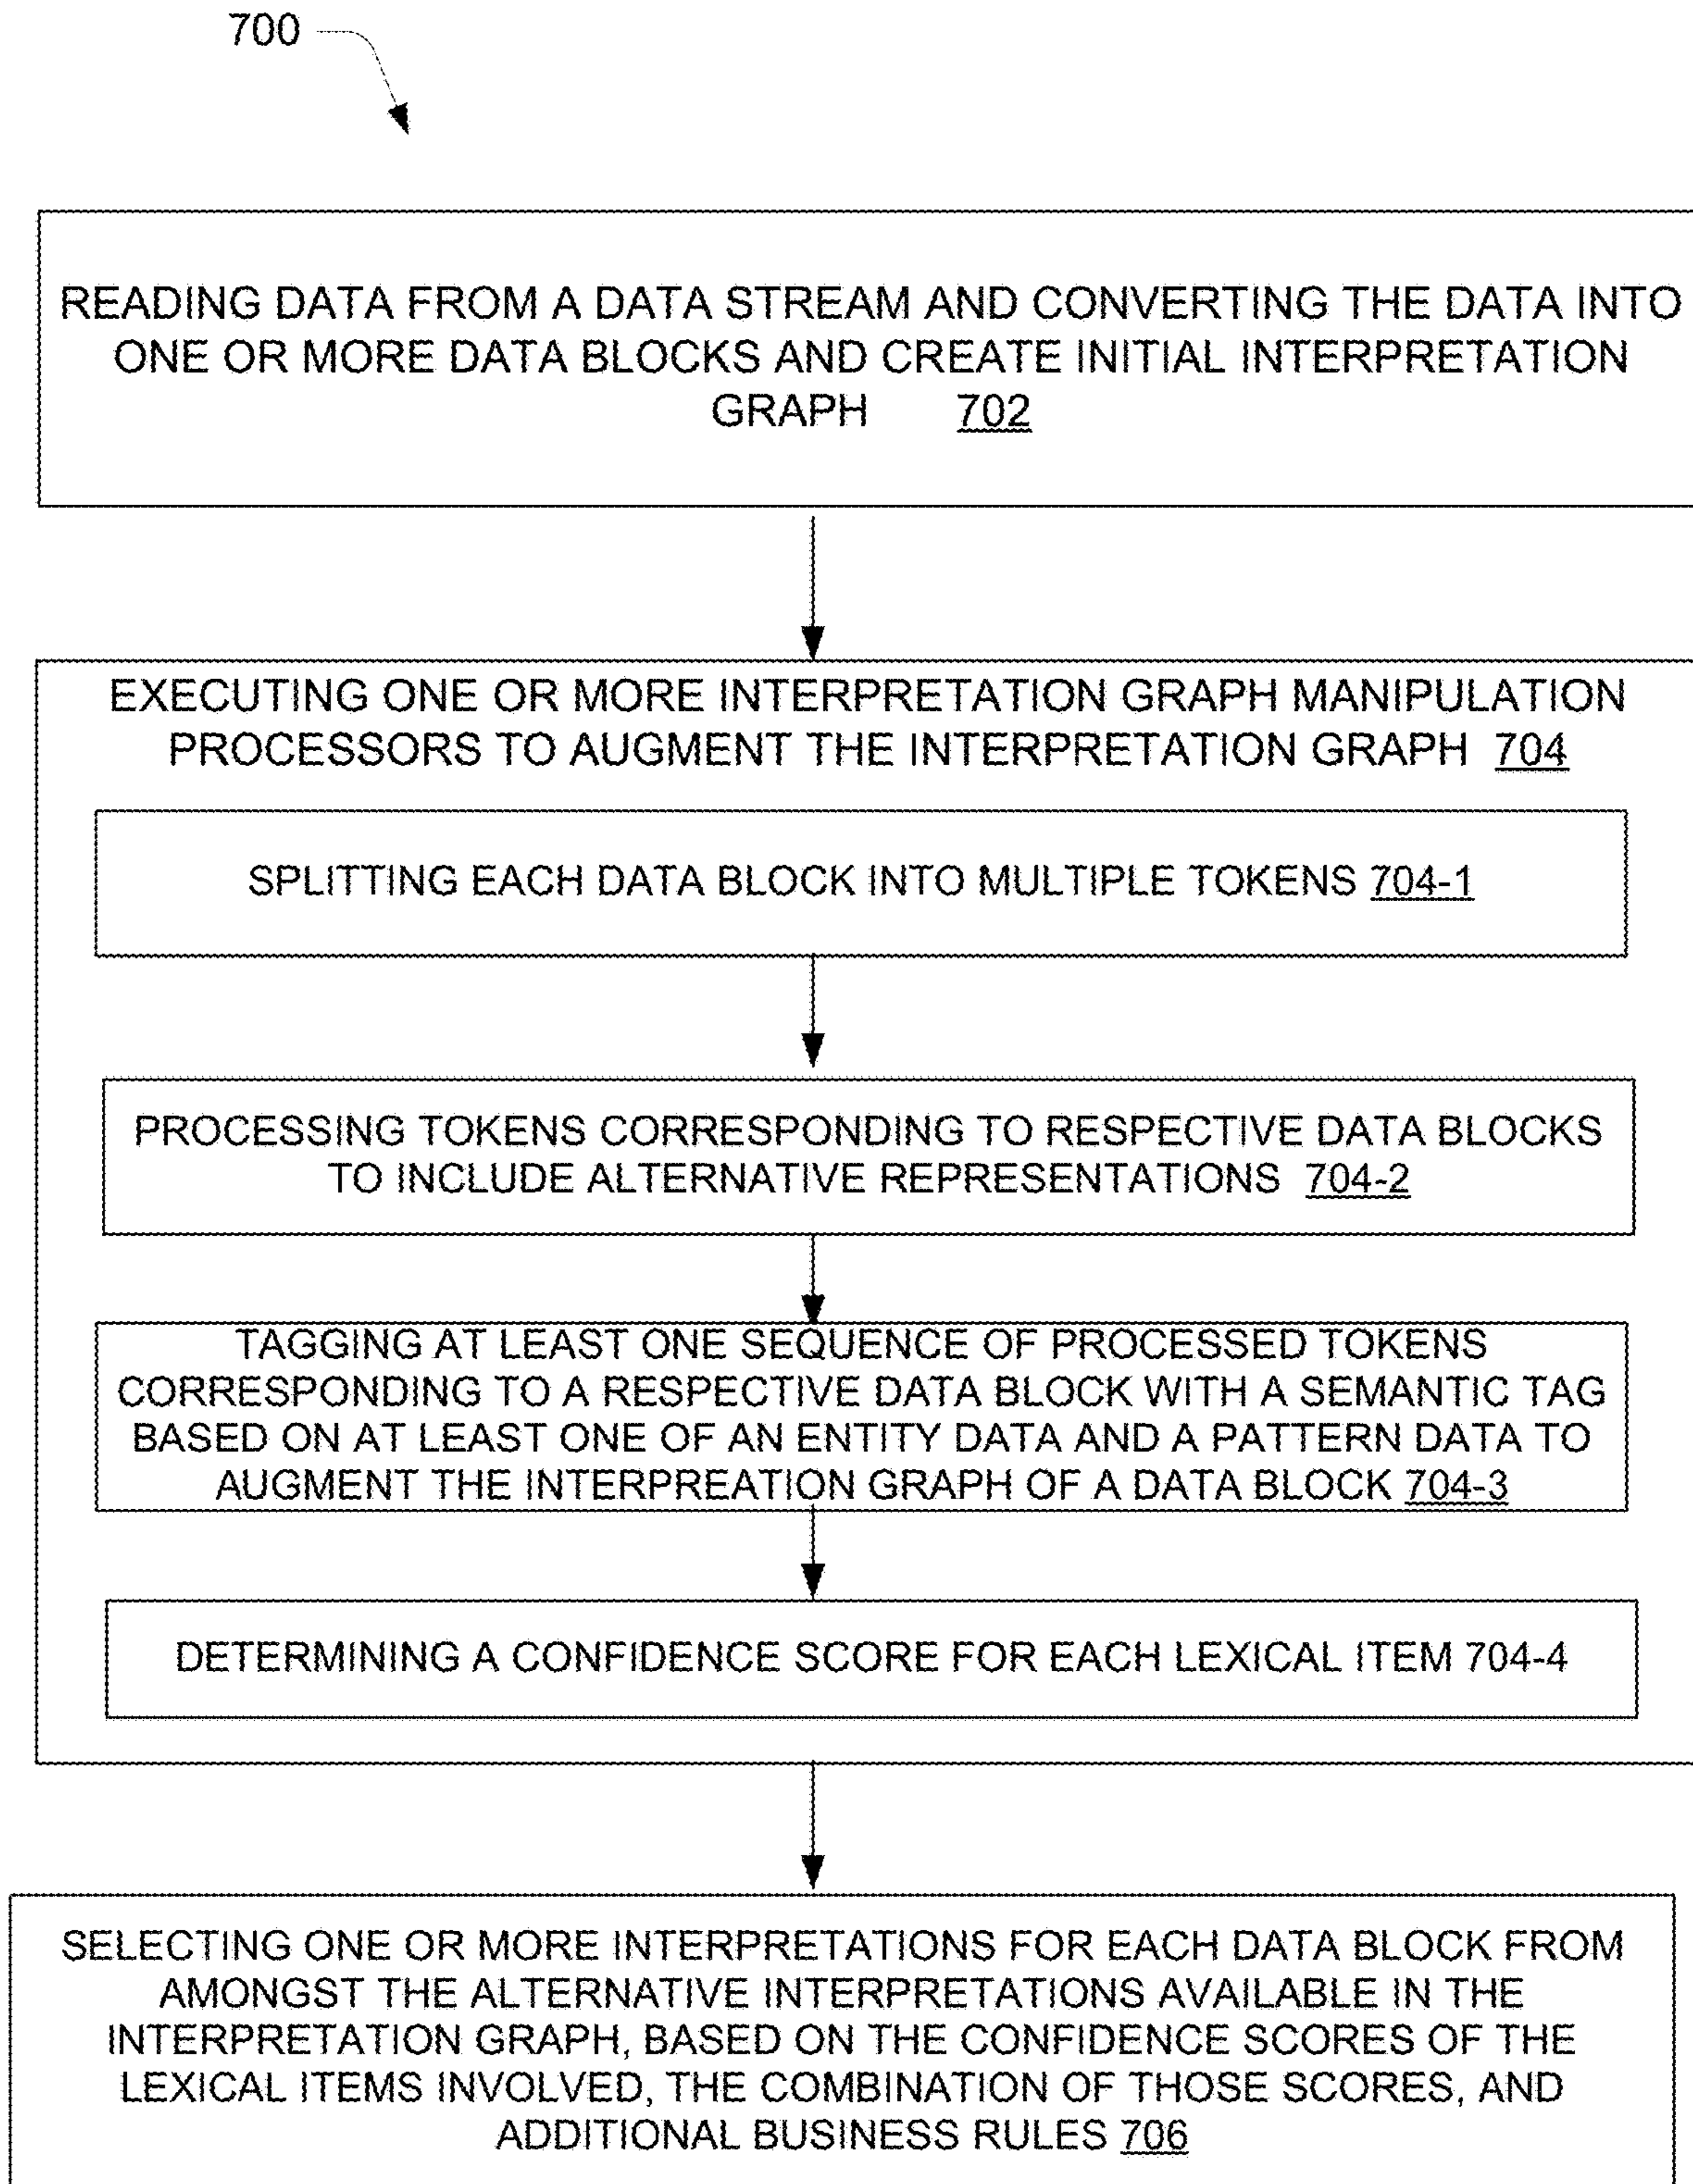 700
READING DATA FROM A DATA STREAM AND CONVERTING THE DATA INTO
ONE OR MORE DATA BLOCKS AND CREATE INITIAL INTERPRETATION
GRAPH 702
EXECUTING ONE OR MORE INTERPRETATION GRAPH MANIPULATION
PROCESSORS TO AUGMENT THE INTERPRETATION GRAPH 704
SPLITTING EACH DATA BLOCK INTO MULTIPLE TOKENS 704-1
PROCESSING TOKENS CORRESPONDING TO RESPECTIVE DATA BLOCKS
TO INCLUDE ALTERNATIVE REPRESENTATIONS 704-2
TAGGING AT LEAST ONE SEQUENCE OF PROCESSED TOKENS
CORRESPONDING TO A RESPECTIVE DATA BLOCK WITH A SEMANTIC TAG
BASED ON AT LEAST ONE OF AN ENTITY DATA AND A PATTERN DATA TO
AUGMENT THE INTERPREATION GRAPH OF A DATA BLOCK 704-3
DETERMINING A CONFIDENCE SCORE FOR EACH LEXICAL ITEM 704-4
SELECTING ONE OR MORE INTERPRETATIONS FOR EACH DATA BLOCK FROM
AMONGST THE ALTERNATIVE INTERPRETATIONS AVAILABLE IN THE
INTERPRETATION GRAPH, BASED ON THE CONFIDENCE SCORES OF THE
LEXICAL ITEMS INVOLVED, THE COMBINATION OF THOSE SCORES, AND
ADDITIONAL BUSINESS RULES 706